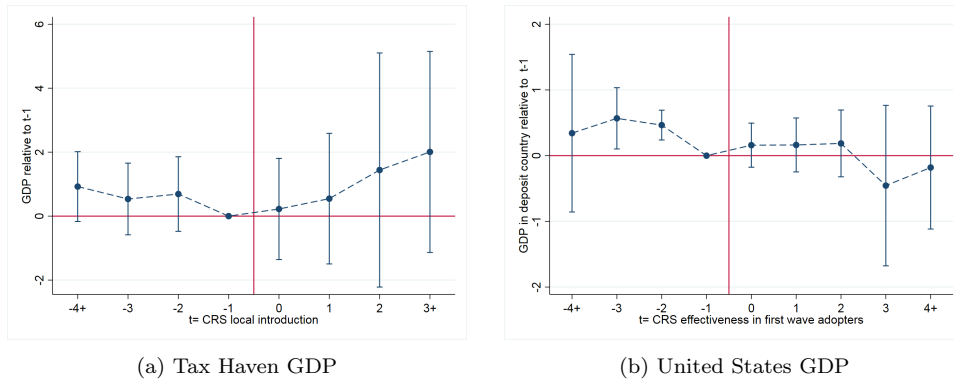 GDP relative to t-1
6
4
2
0
-2
-4+ -3 -2 -1 0 1 2 3+
t= CRS local introduction
(a) Tax Haven GDP
GDP in deposit country relative to t-1
2
1
0
-1
-2
-4+ -3 -2 -1 0 1 2 3 4+
t= CRS effectiveness in first wave adopters
(b) United States GDP